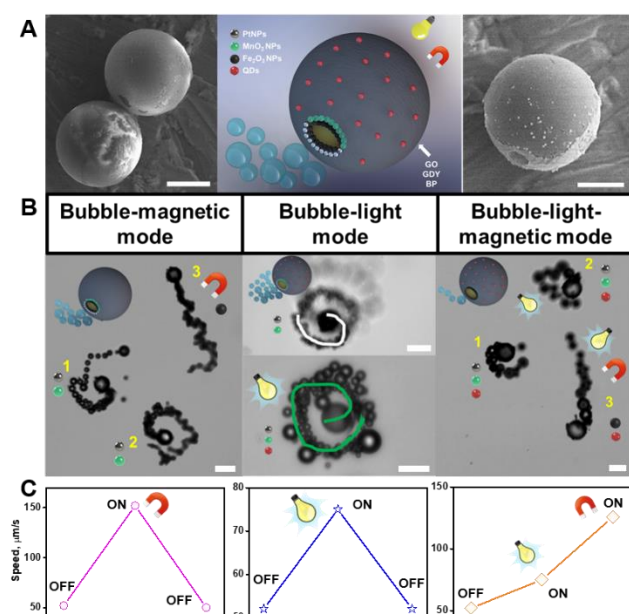 A
PtNPs
MnO₂ NPs
Fe₂O₃ NPs
QDs
GO
GDY
BP
B
Bubble-magnetic
mode
Bubble-light
mode
Bubble-light-
magnetic mode
3
1
2
2
1
3
C
Speed, µm/s
150
100
50
OFF
ON
OFF
80
70
60
50
OFF
ON
OFF
150
100
50
OFF
ON
ON